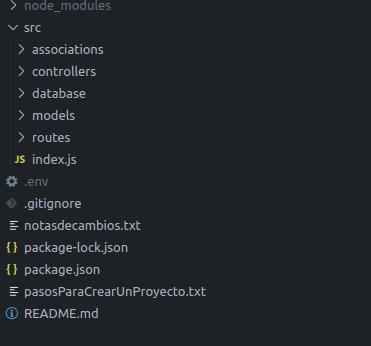 node_modules
src
associations
controllers
database
models
routes
JS index.js
.env
.gitignore
notasdecambios.txt
{} package-lock.json
{} package.json
pasosParaCrearUnProyecto.txt
README.md